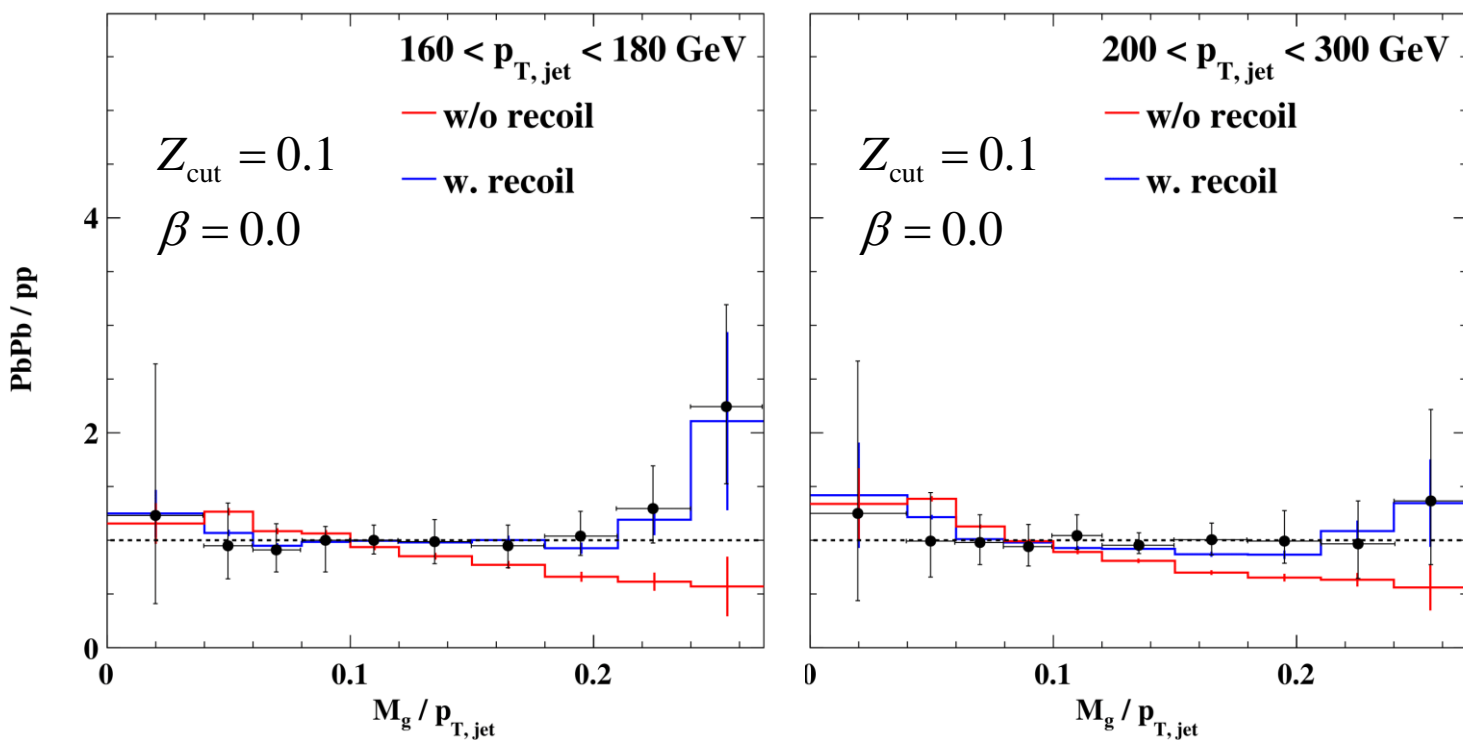 160 < p_T, jet < 180 GeV
w/o recoil
w. recoil
Z_cut = 0.1
β = 0.0
4
2
0
PbPb / pp
0 0.1 0.2
M_g / p_T, jet
200 < p_T, jet < 300 GeV
w/o recoil
w. recoil
Z_cut = 0.1
β = 0.0
0 0.1 0.2
M_g / p_T, jet